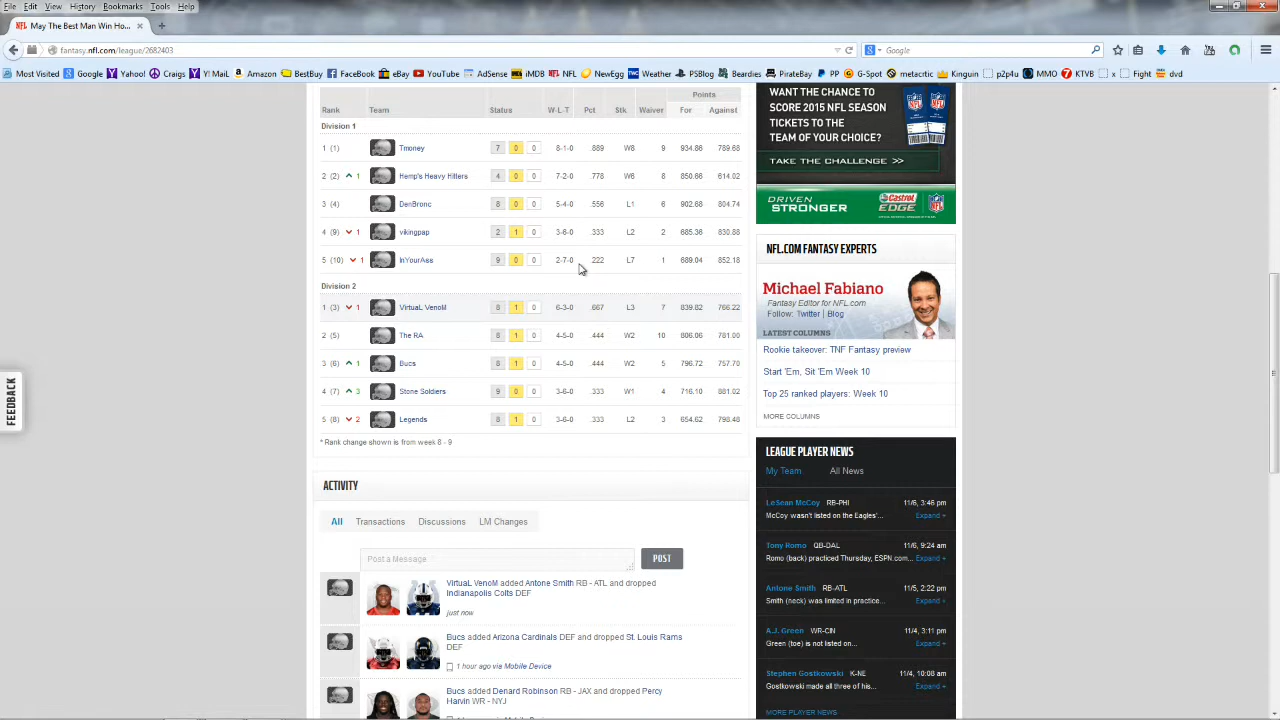 File Edit View History Bookmarks Tools Help
NFL Play The Best Man Win Ho... ×
fantasy.nfl.com/league/2682403
Google
Most Visited Google Yahoo! Craigs Y! MaiL Amazon BestBuy Facebook eBay YouTube AdSense iMDB NFL NewEgg Weather PSBlog Beardies PirateBay PP G-Spot metacritc Kinguin p2p4u MMO KHB x Fight dvd
Points
Rank Team Status W-L-T Pct Stk Waiver For Against
Division 1
1 (1) Tmoney 7 0 0 8-1-0 .889 W8 9 934.86 789.68
2 (2) 1 Hemp's Heavy Hitters 4 0 0 7-2-0 .778 W6 8 850.86 614.02
3 (4) DenBronc 0 0 5-4-0 .556 6 902.68 804.74
4 (9) 1 vikingpap 1 0 3-6-0 .333 L2 2 885.36 830.88
5 (10) 1 InYourAss 9 0 0 2-7-0 .222 L7 1 689.04 852.18
Division 2
1 (3) 1 VirtuaL VenoM 1 0 6-3-0 .667 L3 7 839.82 766.22
2 (5) The RA 0 0 4-5-0 .444 W2 10 806.06 781.00
3 (6) 3 Bucs 1 0 4-5-0 .444 W2 5 796.72 757.70
4 (7) 3 Stone Soldiers 9 0 0 3-6-0 .333 W1 4 716.10 881.02
5 (8) 2 Legends 8 1 0 3-6-0 .333 L2 3 654.62 798.48
* Rank change shown is from week 8 - 9
ACTIVITY
All Transactions Discussions LM Changes
Post a Message
POST
VirtuaL VenoM added Antone Smith RB - ATL and dropped
Indianapolis Colts DEF
just now
Bucs added Arizona Cardinals DEF and dropped St. Louis Rams
DEF
1 hour ago via Mobile Device
Bucs added Denard Robinson RB - JAX and dropped Percy
Harvin WR - NYJ
FEEDBACK
WANT THE CHANCE TO
SCORE 2015 NFL SEASON
TICKETS TO THE
TEAM OF YOUR CHOICE?
TAKE THE CHALLENGE >>
DRIVEN
STRONGER
Castrol
EDGE
NFL
NFL.COM FANTASY EXPERTS
Michael Fabiano
Fantasy Editor for NFL.com
Follow: Twitter | Blog
LATEST COLUMNS
Rookie takeover: TNF Fantasy preview
Start 'Em, Sit 'Em Week 10
Top 25 ranked players: Week 10
MORE COLUMNS
LEAGUE PLAYER NEWS
My Team All News
LeSean McCoy RB-PHI 11/6, 3:46 pm
McCoy wasn't listed on the Eagles'... Expand +
Tony Romo QB-DAL 11/6, 9:24 am
Romo (back) practiced Thursday, ESPN.com... Expand +
Antone Smith RB-ATL 11/5, 2:22 pm
Smith (neck) was limited in practice... Expand +
A.J. Green WR-CIN 11/4, 3:11 pm
Green (toe) is not listed on... Expand +
Stephen Gostkowski K-NE 11/4, 10:08 am
Gostkowski made all three of his... Expand +
MORE PLAYER NEWS